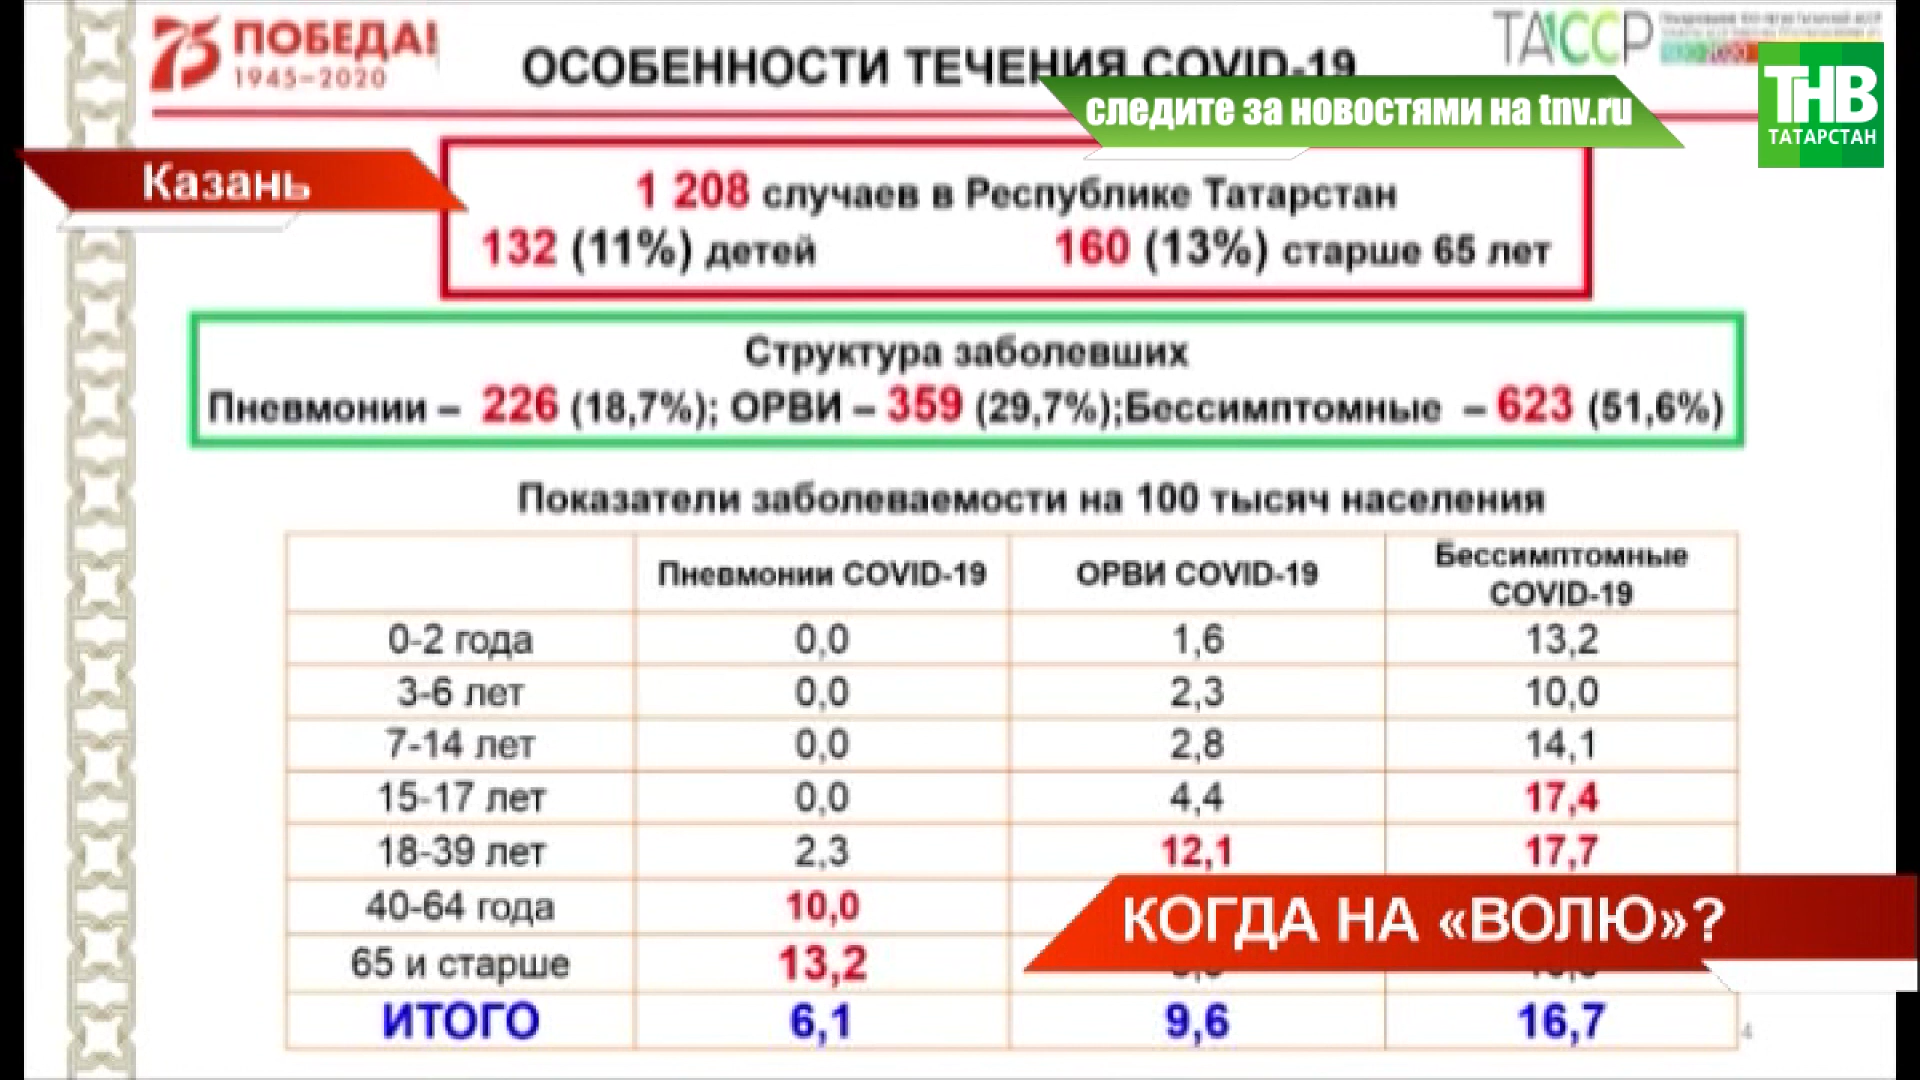 75 ПОБЕДА!
1945–2020
ОСОБЕННОСТИ ТЕЧЕНИЯ COVID-19
ТАССР
следите за новостями на tnv.ru
ТНВ
ТАТАРСТАН
Казань
1 208 случаев в Республике Татарстан
132 (11%) детей 160 (13%) старше 65 лет
Структура заболевших
Пневмонии – 226 (18,7%); ОРВИ – 359 (29,7%);Бессимптомные – 623 (51,6%)
Показатели заболеваемости на 100 тысяч населения
Пневмонии COVID-19 ОРВИ COVID-19 Бессимптомные COVID-19
0-2 года 0,0 1,6 13,2
3-6 лет 0,0 2,3 10,0
7-14 лет 0,0 2,8 14,1
15-17 лет 0,0 4,4 17,4
18-39 лет 2,3 12,1 17,7
40-64 года 10,0
КОГДА НА «ВОЛЮ»?
65 и старше 13,2
ИТОГО 6,1 9,6 16,7
4